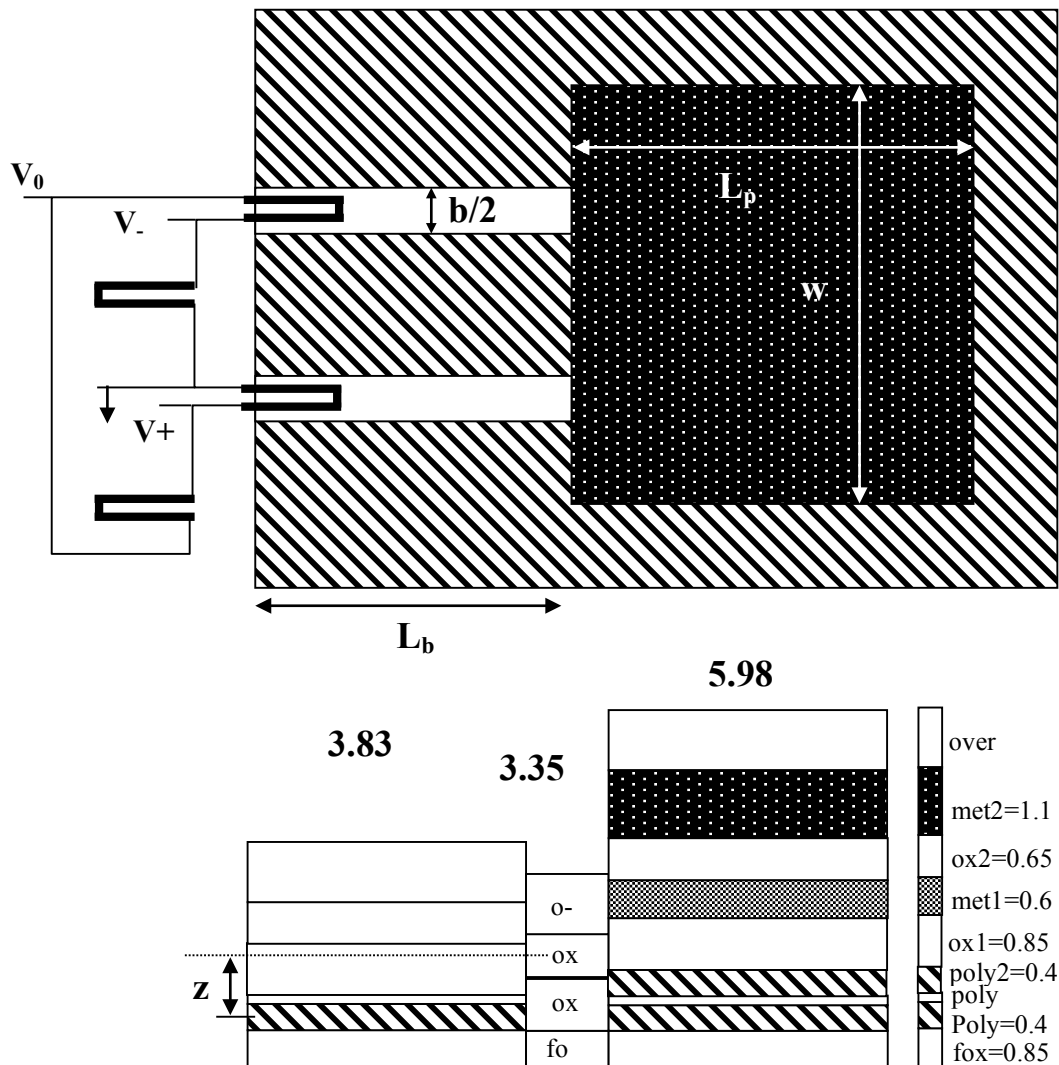 V0
V-
b/2
Lp
w
V+
Lb
5.98
3.83
3.35
over
met2=1.1
ox2=0.65
o-
met1=0.6
ox
ox1=0.85
z
poly2=0.4
poly
ox
Poly=0.4
fo
fox=0.85